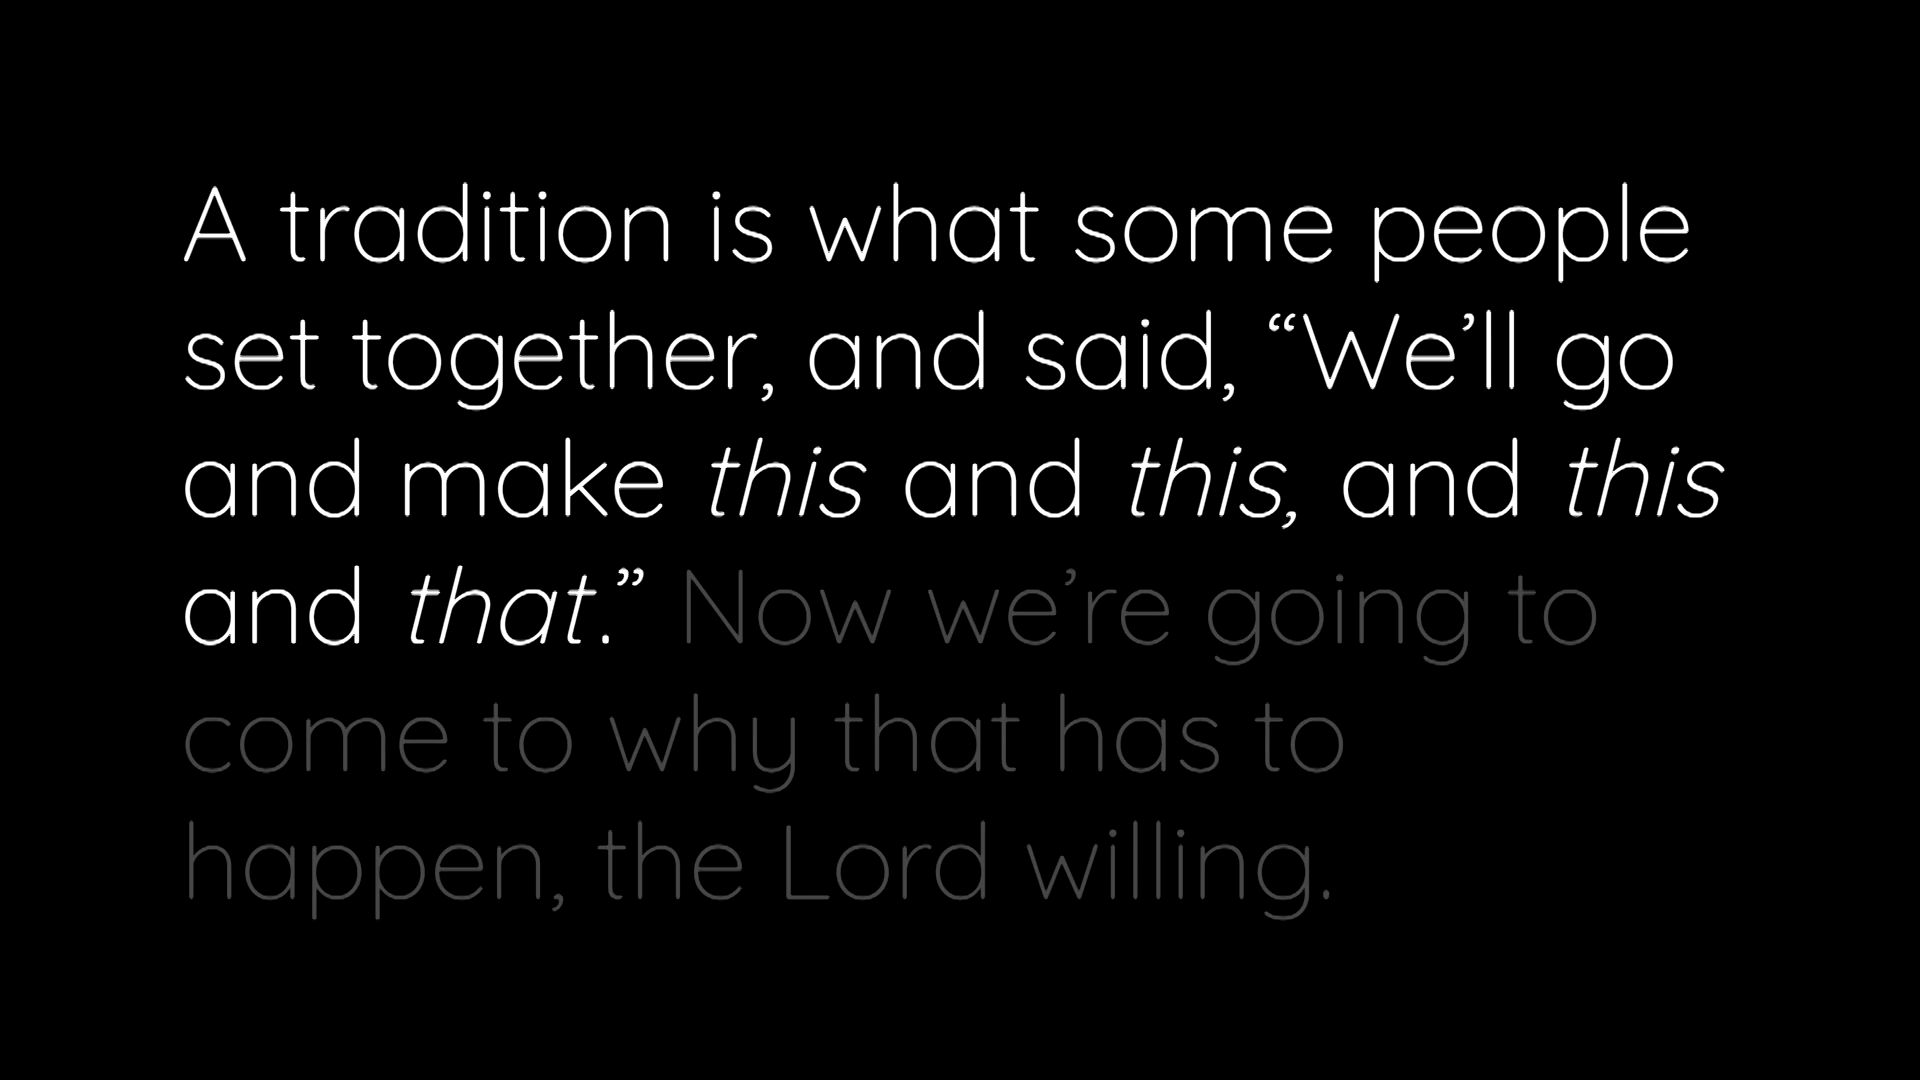 A tradition is what some people
set together, and said, “We’ll go
and make this and this, and this
and that.” Now we’re going to
come to why that has to
happen, the Lord willing.